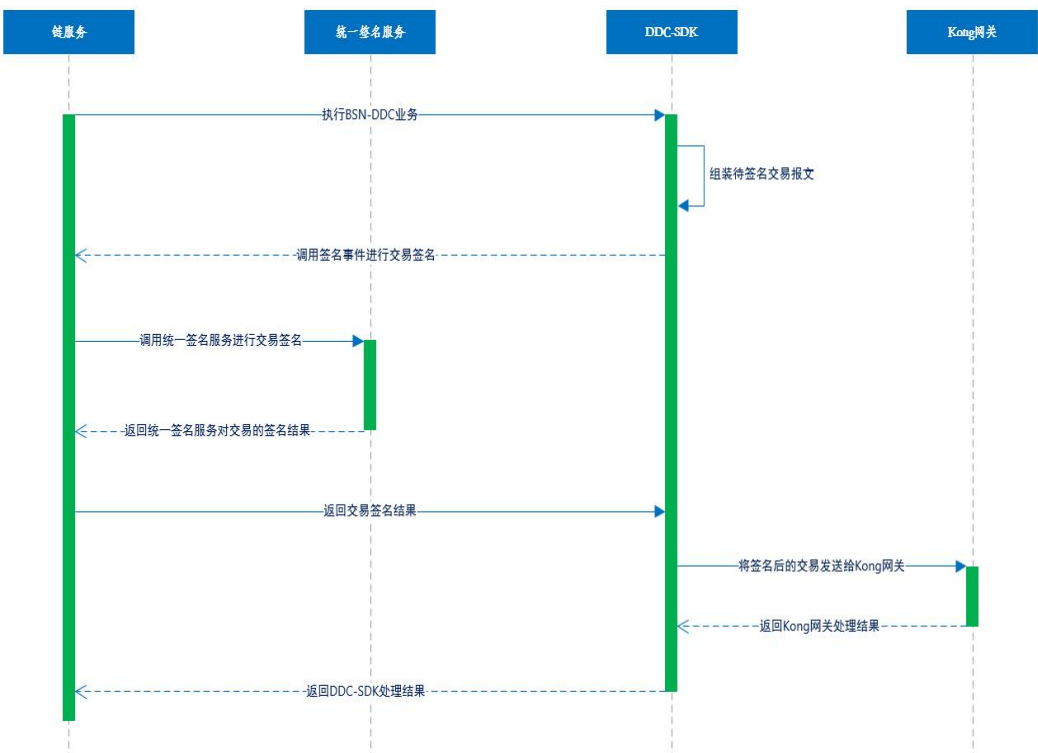 链服务
统一签名服务
DDC-SDK
Kong网关
执行BSN-DDC业务
组装待签名交易报文
调用签名事件进行交易签名
调用统一签名服务进行交易签名
返回统一签名服务对交易的签名结果
返回交易签名结果
将签名后的交易发送给Kong网关
返回Kong网关处理结果
返回DDC-SDK处理结果